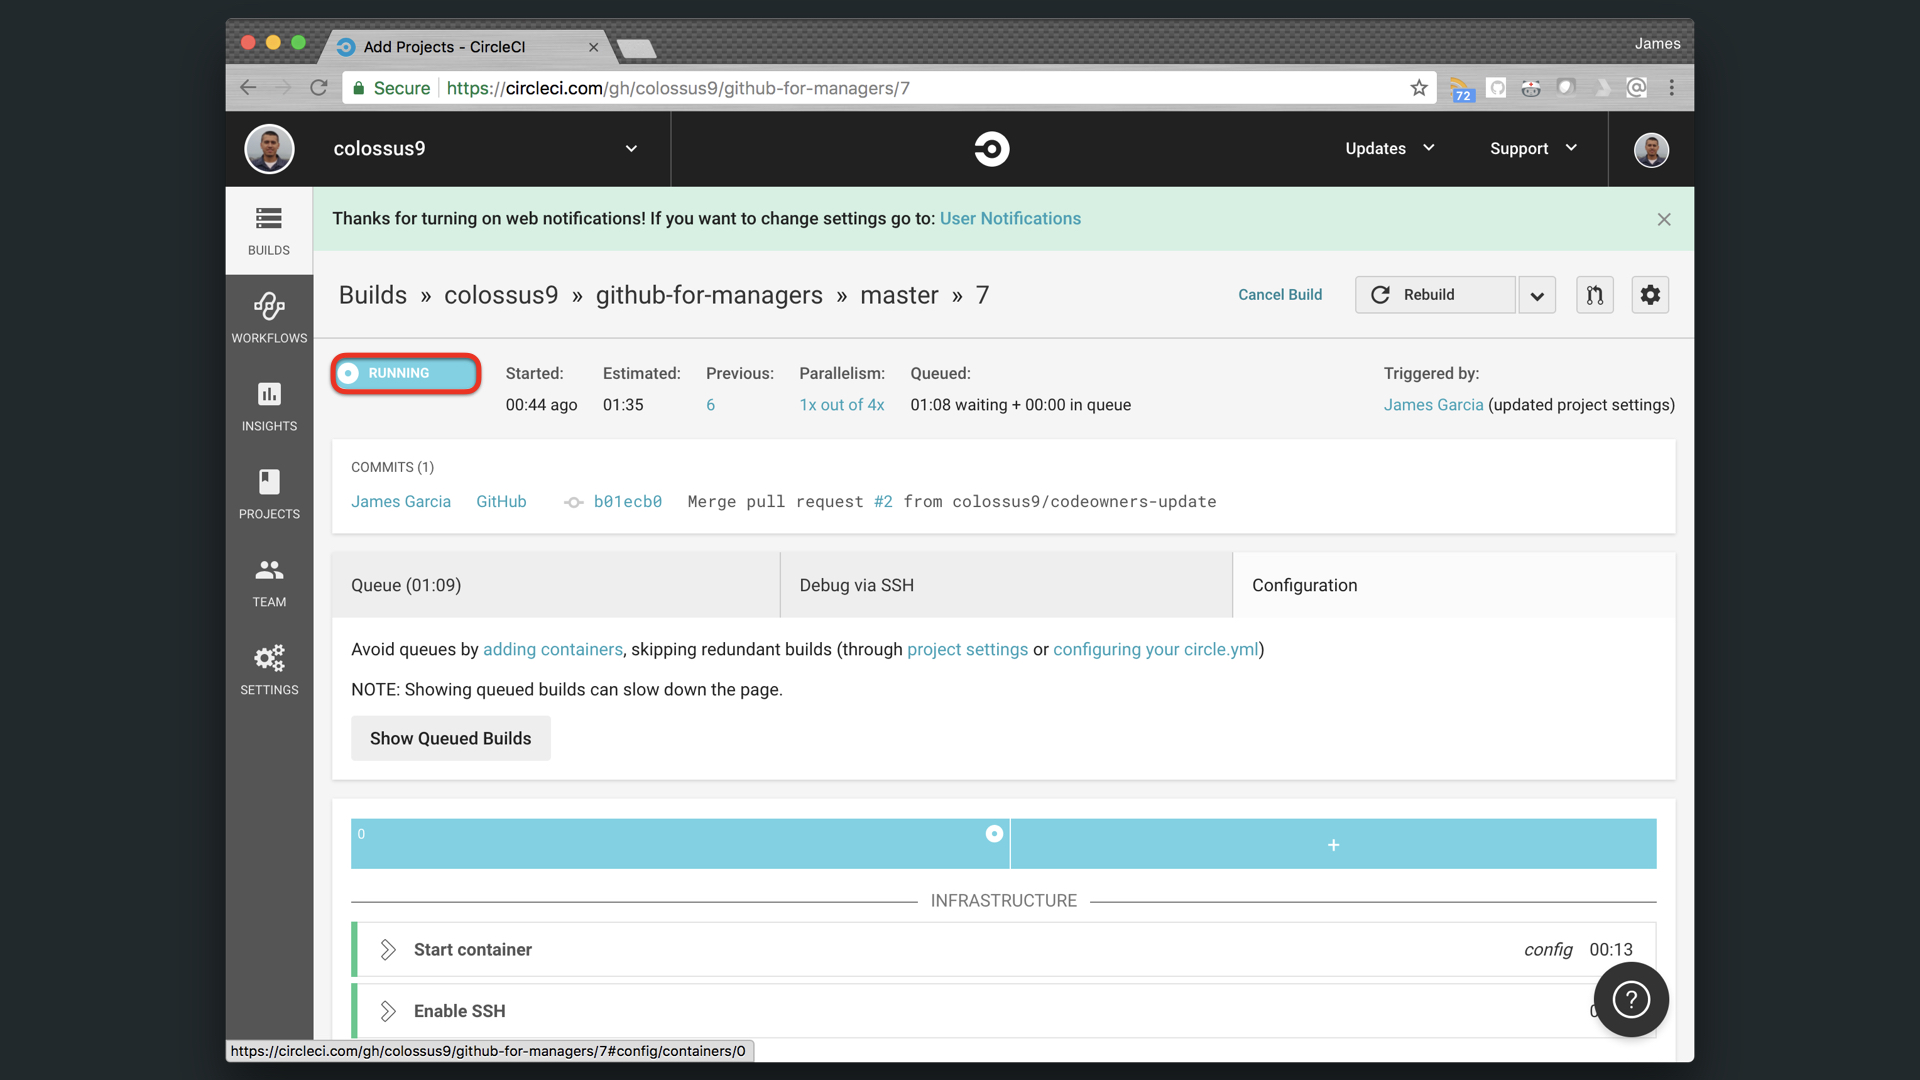 Add Projects - CircleCI
James
Secure https://circleci.com/gh/colossus9/github-for-managers/7
72
colossus9
Updates
Support
BUILDS
WORKFLOWS
INSIGHTS
PROJECTS
TEAM
SETTINGS
Thanks for turning on web notifications! If you want to change settings go to: User Notifications
Builds » colossus9 » github-for-managers » master » 7
Cancel Build
Rebuild
RUNNING
Started: Estimated: Previous: Parallelism: Queued: Triggered by:
00:44 ago 01:35 6 1x out of 4x 01:08 waiting + 00:00 in queue James Garcia (updated project settings)
COMMITS (1)
James Garcia GitHub b01ecb0 Merge pull request #2 from colossus9/codeowners-update
Queue (01:09) Debug via SSH Configuration
Avoid queues by adding containers, skipping redundant builds (through project settings or configuring your circle.yml)
NOTE: Showing queued builds can slow down the page.
Show Queued Builds
0
+
INFRASTRUCTURE
Start container config 00:13
Enable SSH
?
https://circleci.com/gh/colossus9/github-for-managers/7#config/containers/0